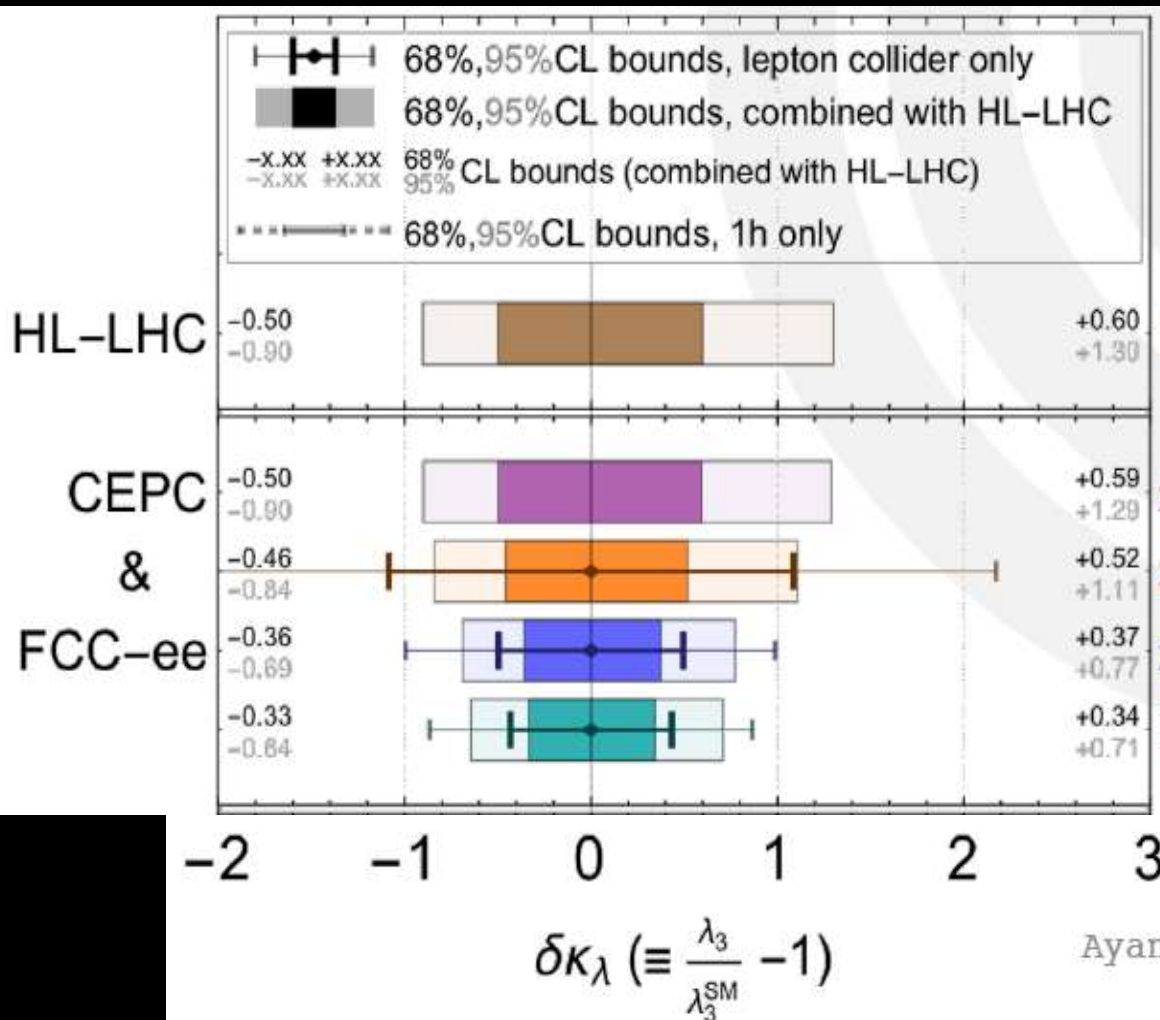 68%,95%CL bounds, lepton collider only
68%,95%CL bounds, combined with HL–LHC
−x.xx +x.xx 68% CL bounds (combined with HL–LHC)
−x.xx +x.xx 95%
68%,95%CL bounds, 1h only
HL–LHC −0.50 +0.60
−0.90 +1.30
CEPC −0.50 +0.59
−0.90 +1.29
& −0.46 +0.52
−0.84 +1.11
FCC–ee −0.36 +0.37
−0.69 +0.77
−0.33 +0.34
−0.64 +0.71
−2 −1 0 1 2 3
δκλ (≡ λ3/λ3SM −1)
Ayan